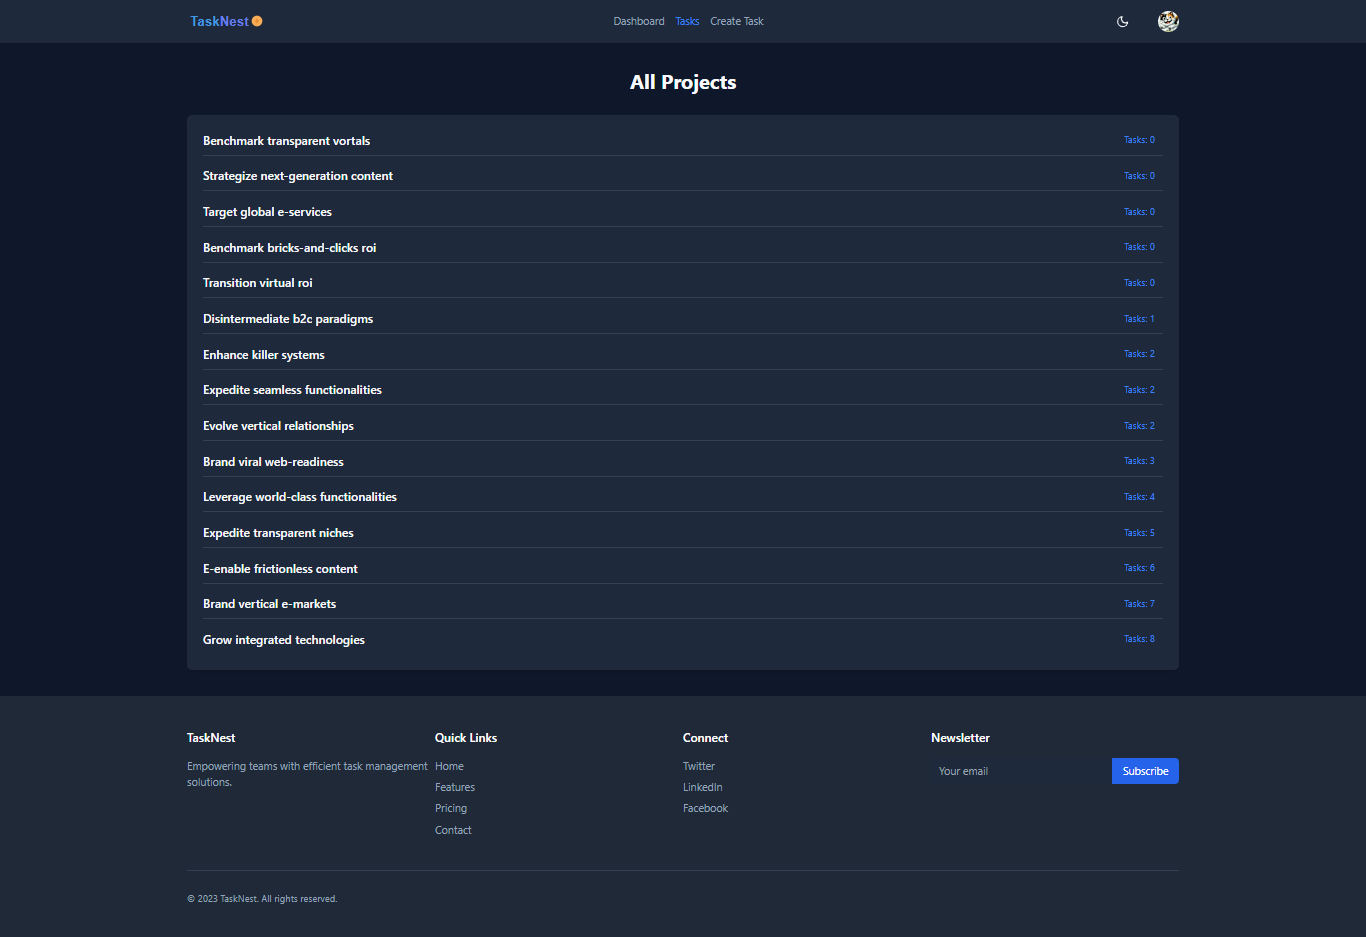 TaskNest
Dashboard Tasks Create Task
All Projects
Benchmark transparent vortals Tasks: 0
Strategize next-generation content Tasks: 0
Target global e-services Tasks: 0
Benchmark bricks-and-clicks roi Tasks: 0
Transition virtual roi Tasks: 0
Disintermediate b2c paradigms Tasks: 1
Enhance killer systems Tasks: 2
Expedite seamless functionalities Tasks: 2
Evolve vertical relationships Tasks: 2
Brand viral web-readiness Tasks: 3
Leverage world-class functionalities Tasks: 4
Expedite transparent niches Tasks: 5
E-enable frictionless content Tasks: 6
Brand vertical e-markets Tasks: 7
Grow integrated technologies Tasks: 8
TaskNest
Empowering teams with efficient task management
solutions.
Quick Links
Home
Features
Pricing
Contact
Connect
Twitter
LinkedIn
Facebook
Newsletter
Your email Subscribe
© 2023 TaskNest. All rights reserved.